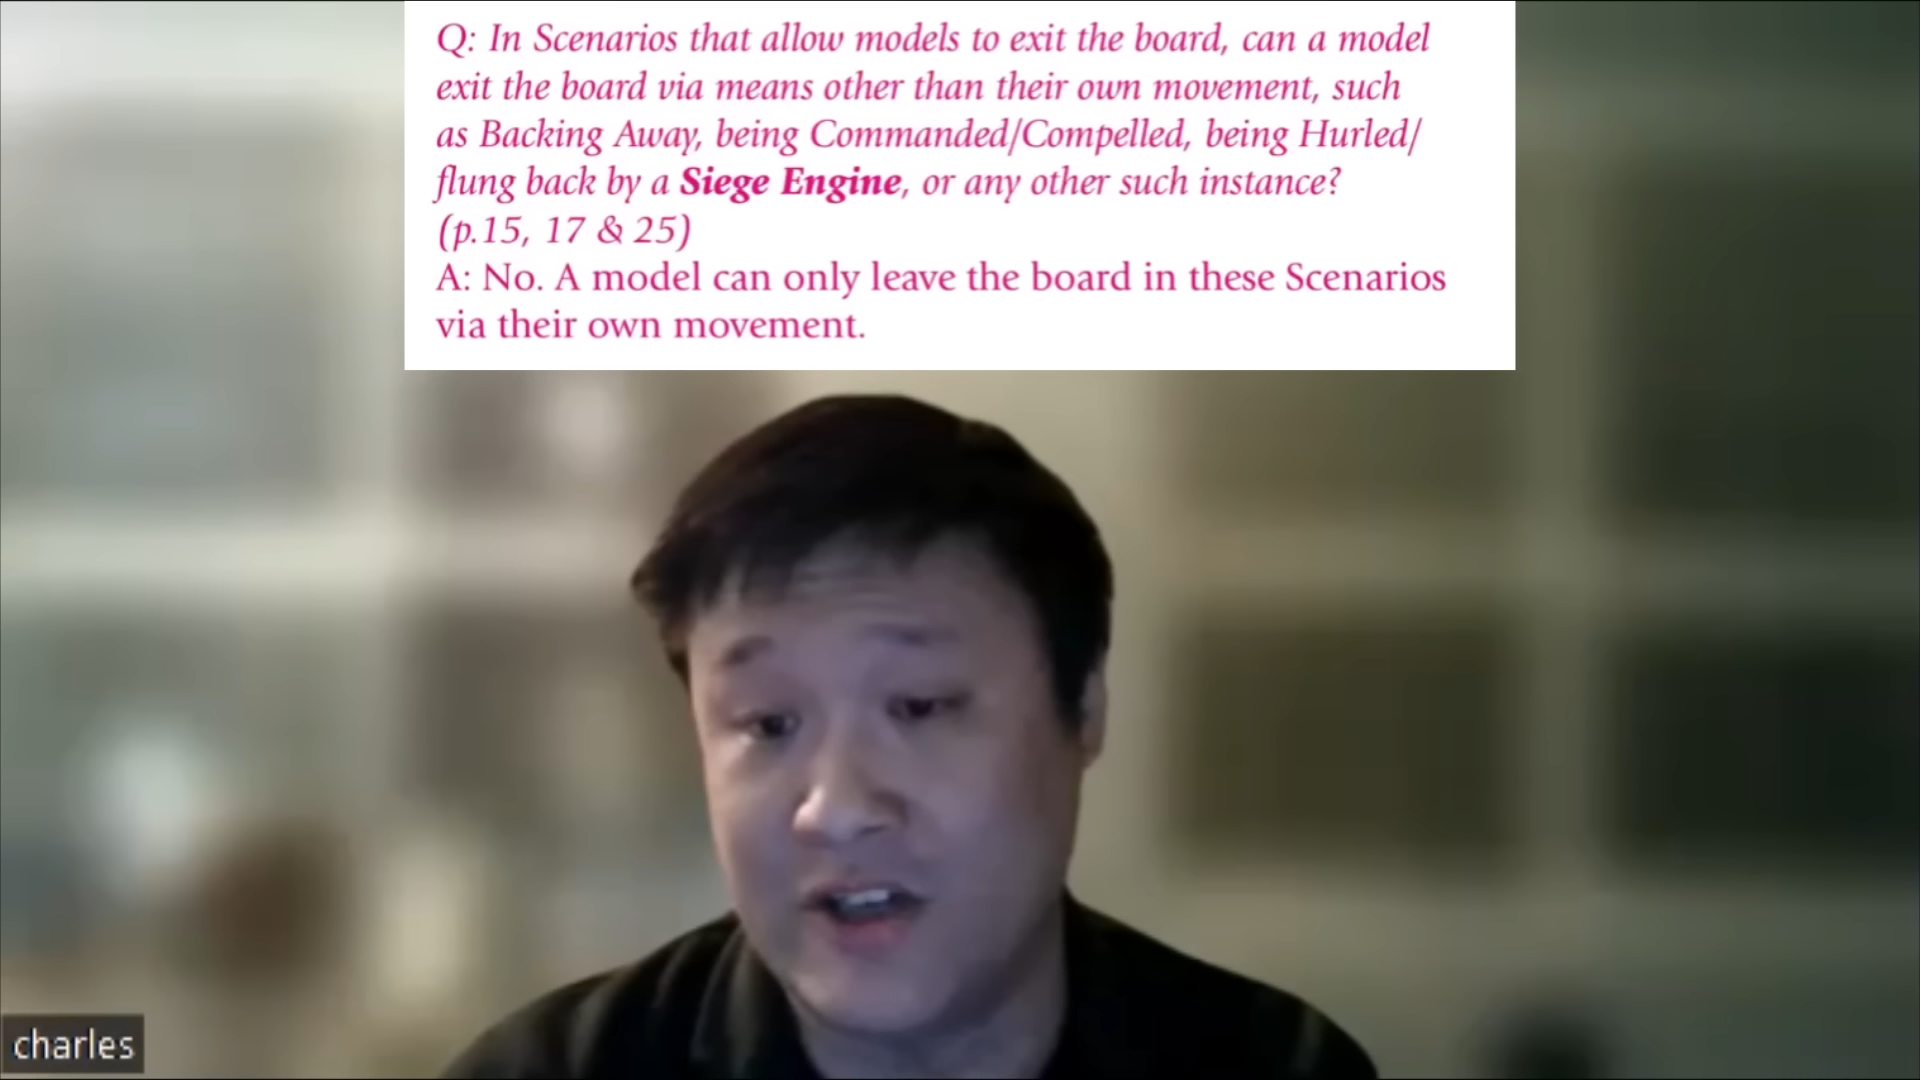 Q: In Scenarios that allow models to exit the board, can a model
exit the board via means other than their own movement, such
as Backing Away, being Commanded/Compelled, being Hurled/
flung back by a Siege Engine, or any other such instance?
(p.15, 17 & 25)
A: No. A model can only leave the board in these Scenarios
via their own movement.
charles